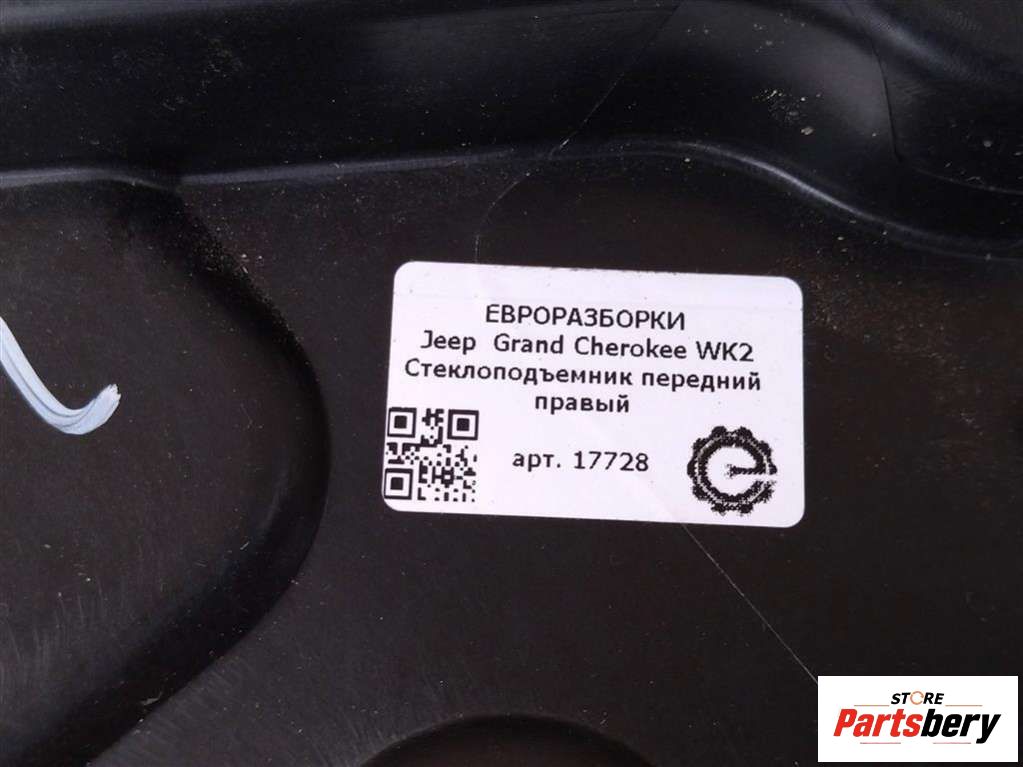 ЕВРОРАЗБОРКИ
Jeep Grand Cherokee WK2
Стеклоподъемник передний
правый
арт. 17728
STORE
Partsbery